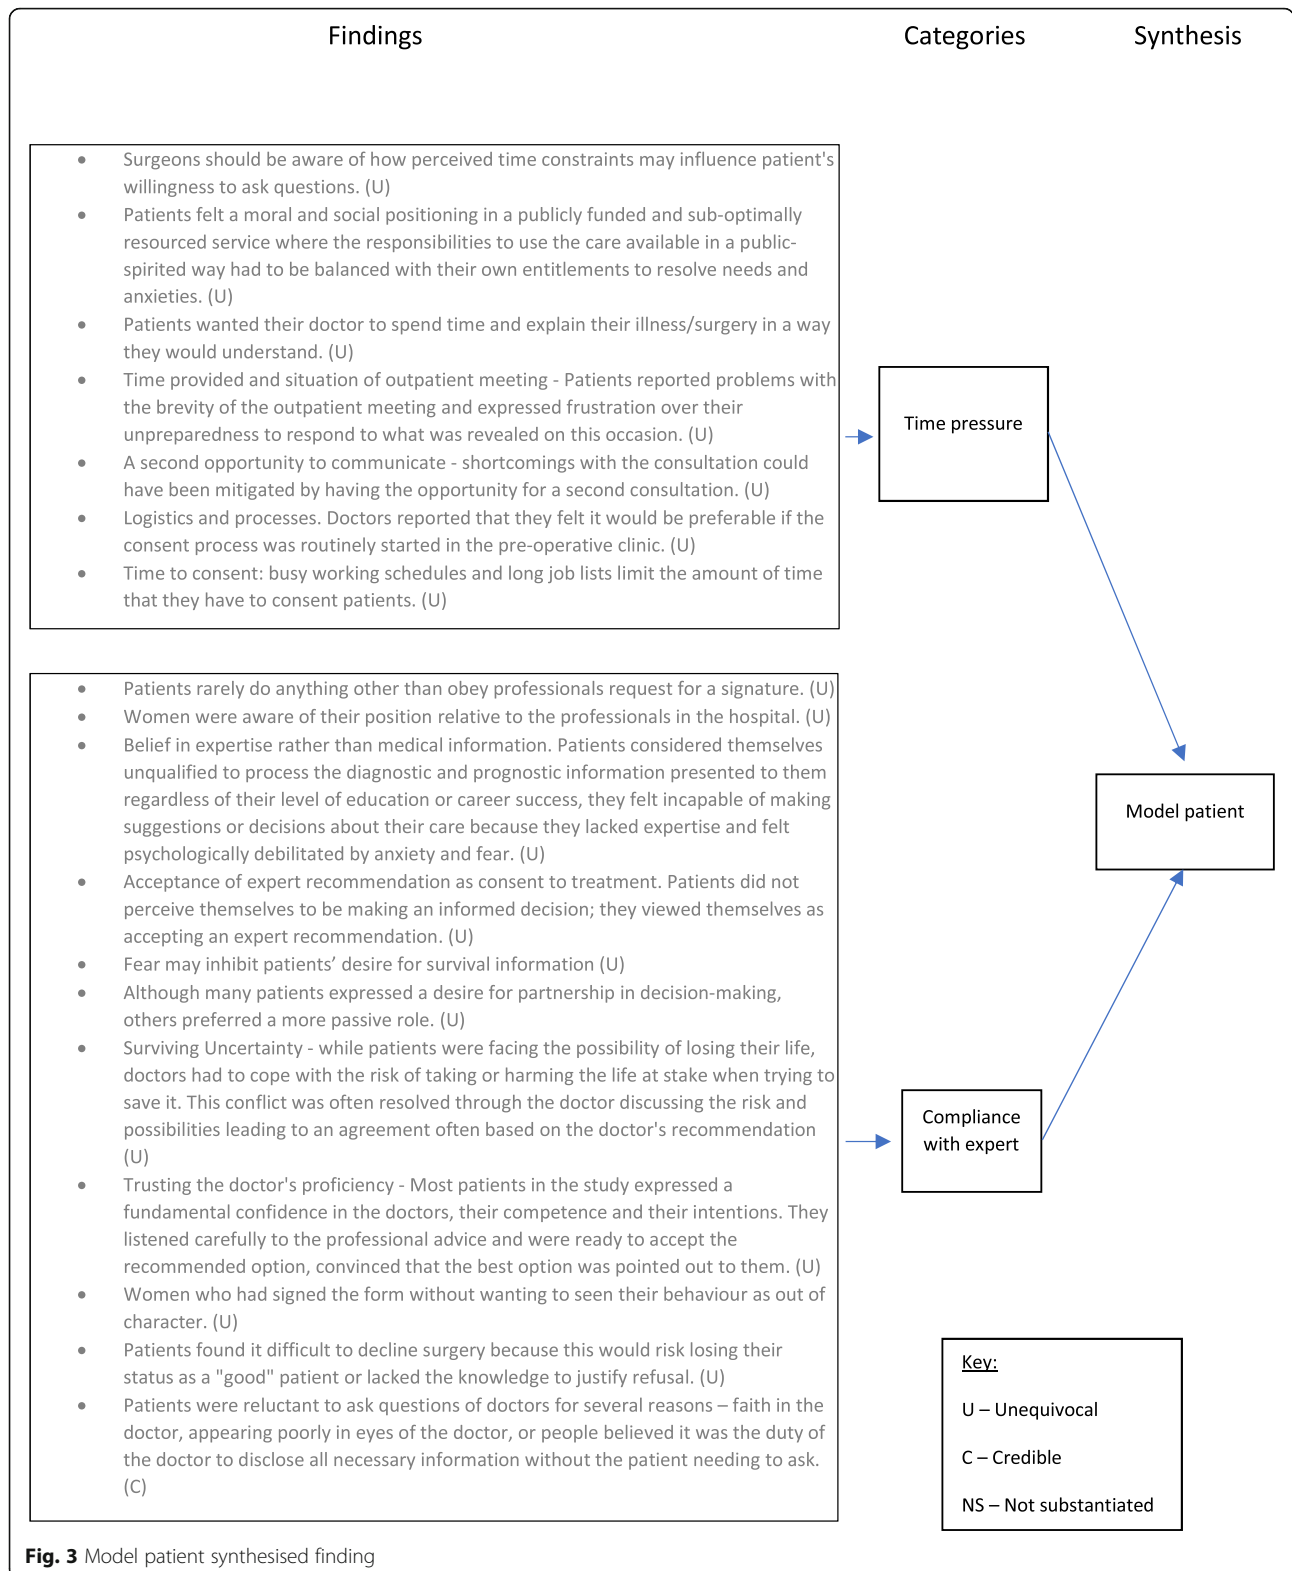 Findings
Categories
Synthesis
• Surgeons should be aware of how perceived time constraints may influence patient's
willingness to ask questions. (U)
• Patients felt a moral and social positioning in a publicly funded and sub-optimally
resourced service where the responsibilities to use the care available in a public-
spirited way had to be balanced with their own entitlements to resolve needs and
anxieties. (U)
• Patients wanted their doctor to spend time and explain their illness/surgery in a way
they would understand. (U)
• Time provided and situation of outpatient meeting - Patients reported problems with
the brevity of the outpatient meeting and expressed frustration over their
unpreparedness to respond to what was revealed on this occasion. (U)
• A second opportunity to communicate - shortcomings with the consultation could
have been mitigated by having the opportunity for a second consultation. (U)
• Logistics and processes. Doctors reported that they felt it would be preferable if the
consent process was routinely started in the pre-operative clinic. (U)
• Time to consent: busy working schedules and long job lists limit the amount of time
that they have to consent patients. (U)
Time pressure
• Patients rarely do anything other than obey professionals request for a signature. (U)
• Women were aware of their position relative to the professionals in the hospital. (U)
• Belief in expertise rather than medical information. Patients considered themselves
unqualified to process the diagnostic and prognostic information presented to them
regardless of their level of education or career success, they felt incapable of making
suggestions or decisions about their care because they lacked expertise and felt
psychologically debilitated by anxiety and fear. (U)
• Acceptance of expert recommendation as consent to treatment. Patients did not
perceive themselves to be making an informed decision; they viewed themselves as
accepting an expert recommendation. (U)
• Fear may inhibit patients’ desire for survival information (U)
• Although many patients expressed a desire for partnership in decision-making,
others preferred a more passive role. (U)
• Surviving Uncertainty - while patients were facing the possibility of losing their life,
doctors had to cope with the risk of taking or harming the life at stake when trying to
save it. This conflict was often resolved through the doctor discussing the risk and
possibilities leading to an agreement often based on the doctor's recommendation
(U)
• Trusting the doctor's proficiency - Most patients in the study expressed a
fundamental confidence in the doctors, their competence and their intentions. They
listened carefully to the professional advice and were ready to accept the
recommended option, convinced that the best option was pointed out to them. (U)
• Women who had signed the form without wanting to seen their behaviour as out of
character. (U)
• Patients found it difficult to decline surgery because this would risk losing their
status as a "good" patient or lacked the knowledge to justify refusal. (U)
• Patients were reluctant to ask questions of doctors for several reasons – faith in the
doctor, appearing poorly in eyes of the doctor, or people believed it was the duty of
the doctor to disclose all necessary information without the patient needing to ask.
(C)
Compliance
with expert
Model patient
Key:
U – Unequivocal
C – Credible
NS – Not substantiated
Fig. 3 Model patient synthesised finding